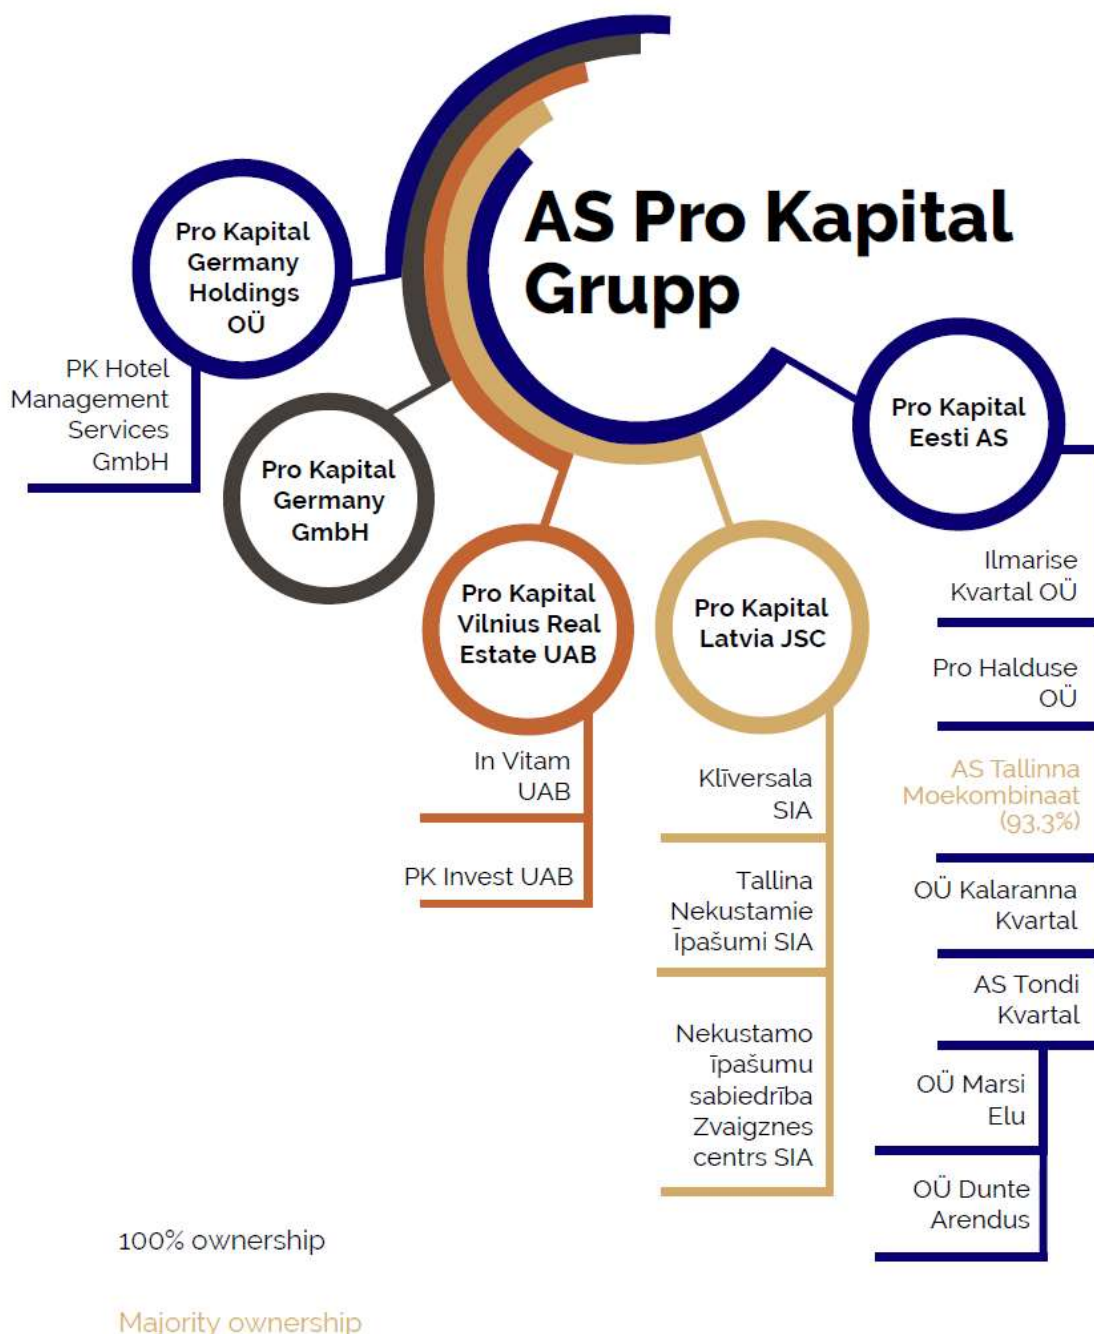 AS Pro Kapital
Grupp
Pro Kapital
Germany
Holdings
OÜ
PK Hotel
Management
Services
GmbH
Pro Kapital
Germany
GmbH
Pro Kapital
Vilnius Real
Estate UAB
In Vitam
UAB
PK Invest UAB
Pro Kapital
Latvia JSC
Klīversala
SIA
Tallina
Nekustamie
Īpašumi SIA
Nekustamo
īpašumu
sabiedrība
Zvaigznes
centrs SIA
Pro Kapital
Eesti AS
Ilmarise
Kvartal OÜ
Pro Halduse
OÜ
AS Tallinna
Moekombinaat
(93,3%)
OÜ Kalaranna
Kvartal
AS Tondi
Kvartal
OÜ Marsi
Elu
OÜ Dunte
Arendus
100% ownership
Majority ownership